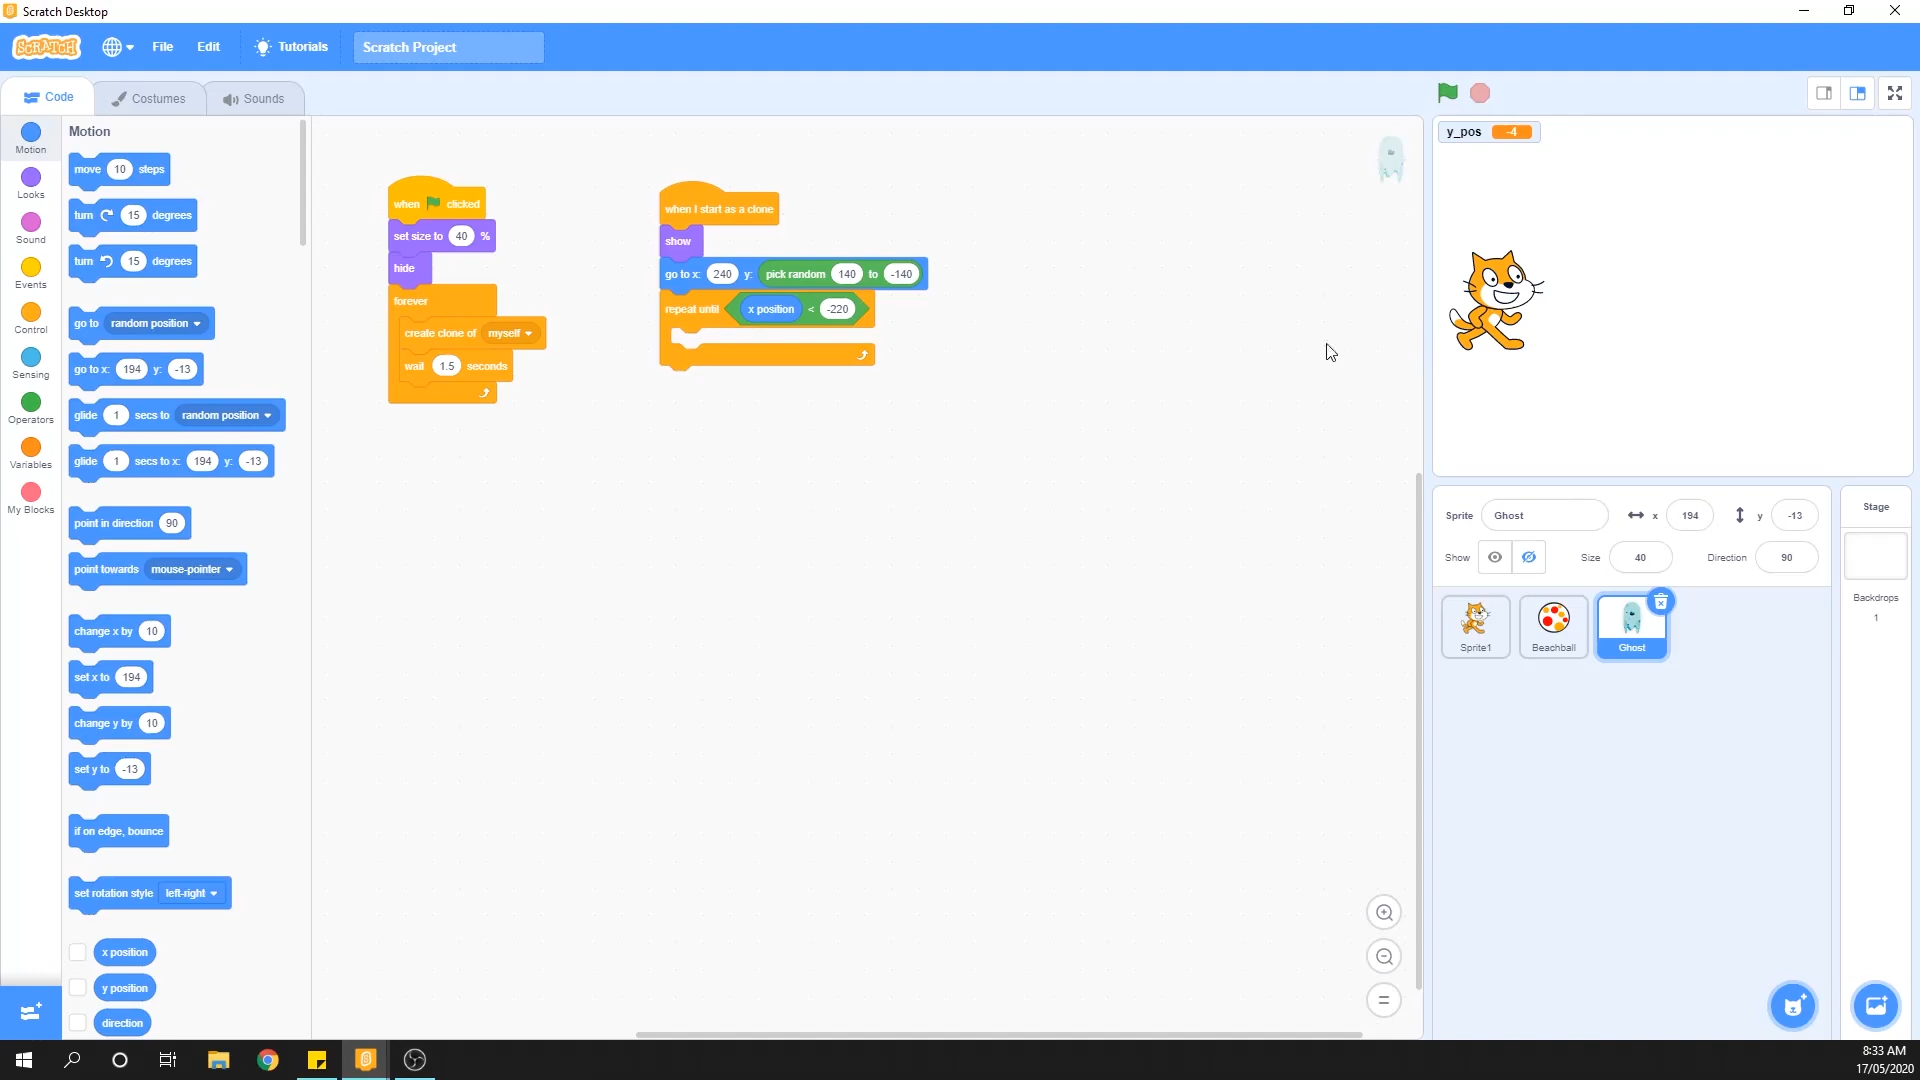 Scratch Desktop
SCRATCH File Edit Tutorials Scratch Project
Code Costumes Sounds
Motion
Looks
Sound
Events
Control
Sensing
Operators
Variables
My Blocks
Motion
move 10 steps
turn 15 degrees
turn 15 degrees
go to random position
go to x: 194 y: -13
glide 1 secs to random position
glide 1 secs to x: 194 y: -13
point in direction 90
point towards mouse-pointer
change x by 10
set x to 194
change y by 10
set y to -13
if on edge, bounce
set rotation style left-right
x position
y position
direction
when clicked
set size to 40 %
hide
forever
create clone of myself
wait 1.5 seconds
when I start as a clone
show
go to x: 240 y: pick random 140 to -140
repeat until x position < -220
y_pos -4
Sprite Ghost x 194 y -13
Show Size 40 Direction 90
Sprite1 Beachball Ghost
Stage
Backdrops
1
8:33 AM
17/05/2020